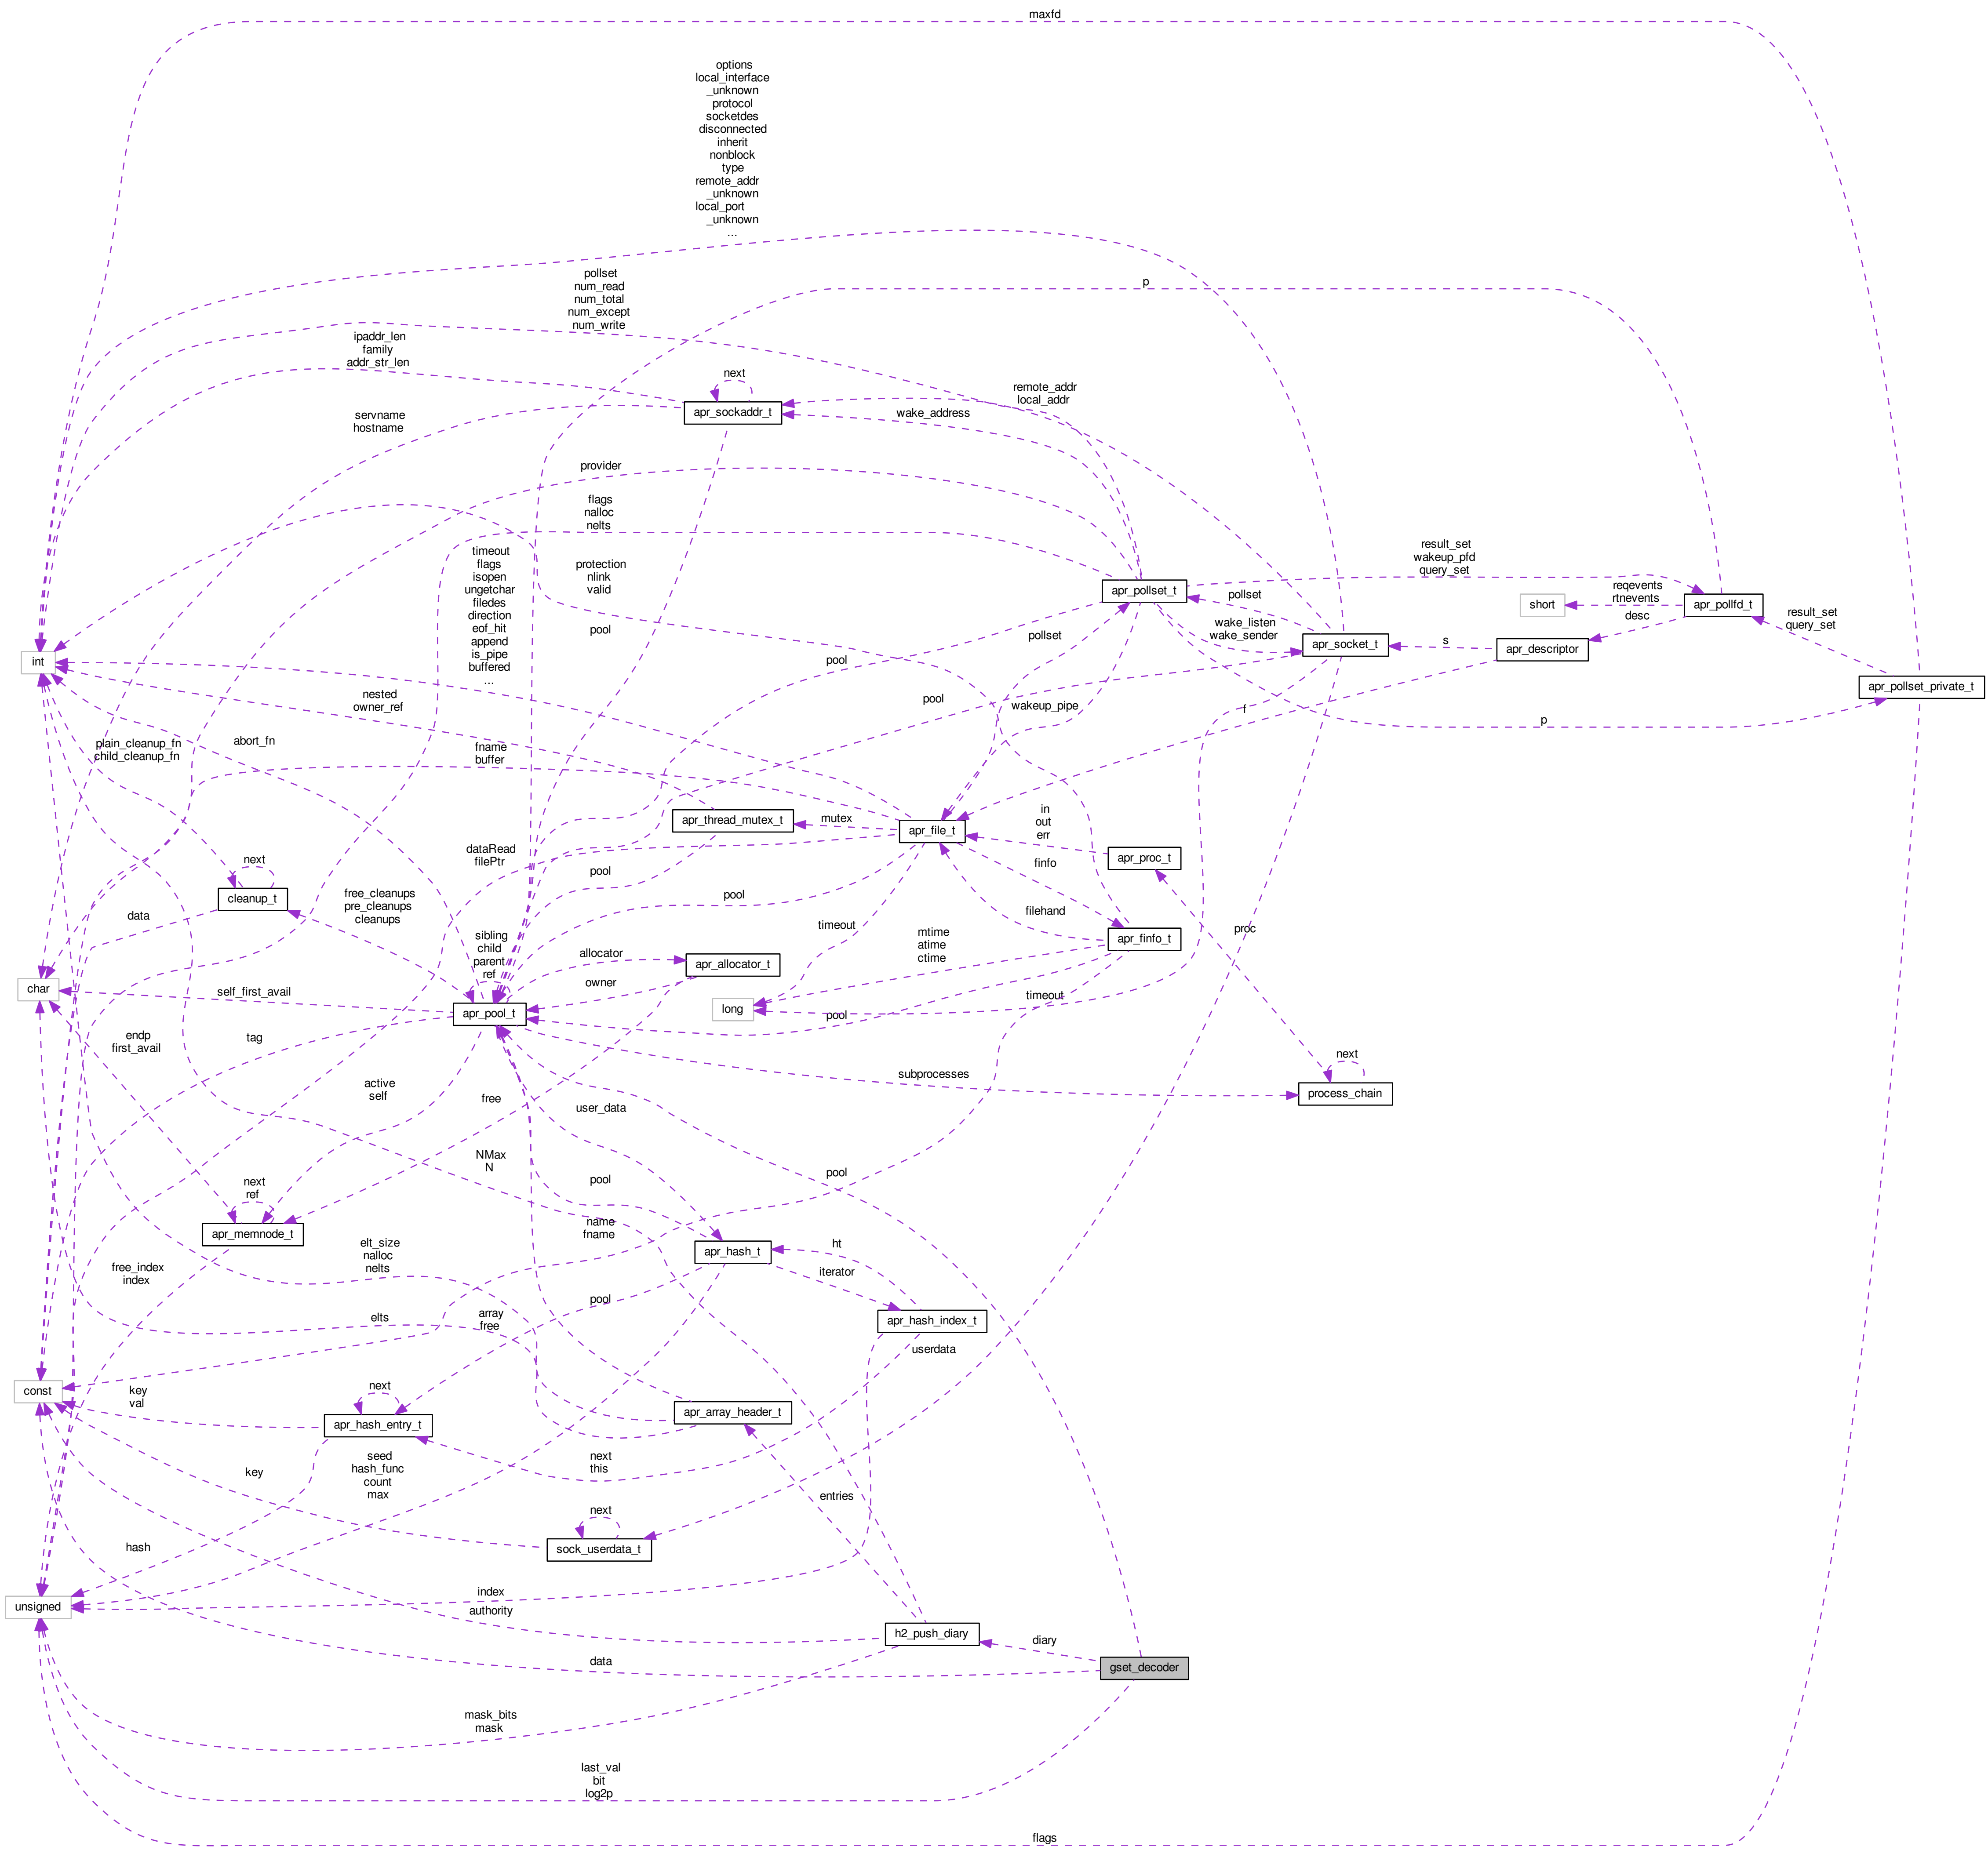 maxfd
options
local_interface
_unknown
protocol
socketdes
disconnected
inherit
nonblock
type
remote_addr
_unknown
local_port
_unknown
...
pollset
num_read
num_total
num_except
num_write
p
ipaddr_len
family
addr_str_len
next
apr_sockaddr_t
remote_addr
local_addr
wake_address
servname
hostname
provider
flags
nalloc
nelts
timeout
flags
isopen
ungetchar
filedes
direction
eof_hit
append
is_pipe
buffered
...
protection
nlink
valid
pool
result_set
wakeup_pfd
query_set
apr_pollset_t
pollset
short
reqevents
rtnevents
apr_pollfd_t
desc
result_set
query_set
wake_listen
wake_sender
apr_socket_t
s
apr_descriptor
int
pollset
pool
apr_pollset_private_t
nested
owner_ref
pool
wakeup_pipe
f
p
plain_cleanup_fn
child_cleanup_fn
abort_fn
fname
buffer
apr_thread_mutex_t
mutex
apr_file_t
in
out
err
apr_proc_t
next
cleanup_t
dataRead
filePtr
pool
finfo
data
free_cleanups
pre_cleanups
cleanups
pool
filehand
apr_finfo_t
proc
sibling
child
parent
ref
allocator
apr_allocator_t
timeout
mtime
atime
ctime
char
self_first_avail
owner
apr_pool_t
long
timeout
pool
endp
first_avail
tag
active
self
free
subprocesses
next
process_chain
user_data
NMax
N
pool
pool
next
ref
apr_memnode_t
name
fname
apr_hash_t
ht
iterator
elt_size
nalloc
nelts
free_index
index
pool
apr_hash_index_t
elts
array
free
userdata
const
key
val
next
apr_hash_entry_t
apr_array_header_t
seed
hash_func
count
max
next
this
key
entries
next
sock_userdata_t
hash
unsigned
index
authority
h2_push_diary
diary
data
gset_decoder
mask_bits
mask
last_val
bit
log2p
flags